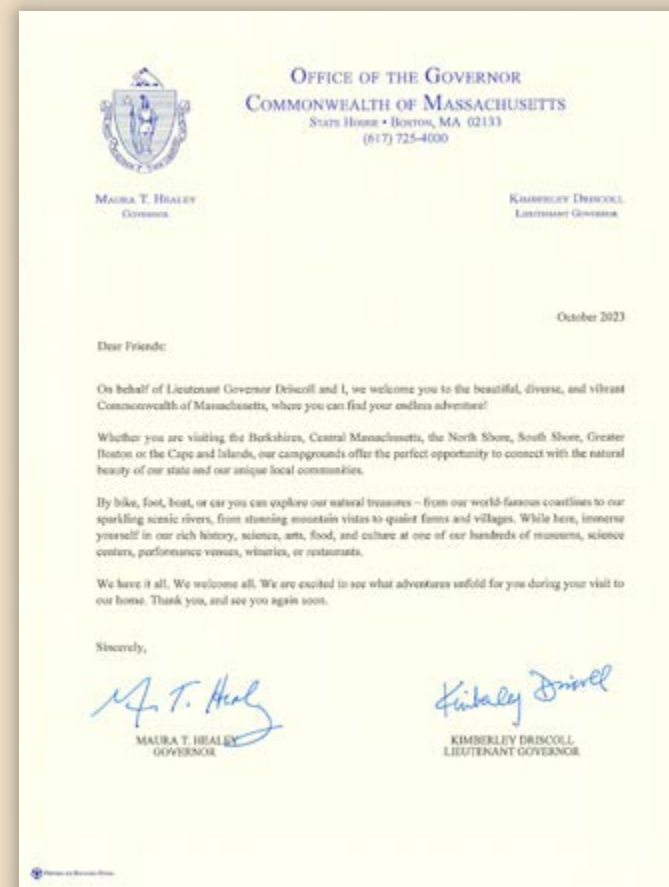 OFFICE OF THE GOVERNOR
COMMONWEALTH OF MASSACHUSETTS
STATE HOUSE • BOSTON, MA 02133
(617) 725-4000
MAURA T. HEALEY
GOVERNOR
KIMBERLEY DRISCOLL
LIEUTENANT GOVERNOR
October 2023
Dear Friends:
On behalf of Lieutenant Governor Driscoll and I, we welcome you to the beautiful, diverse, and vibrant
Commonwealth of Massachusetts, where you can find your endless adventure!
Whether you are visiting the Berkshires, Central Massachusetts, the North Shore, South Shore, Greater
Boston or the Cape and Islands, our campgrounds offer the perfect opportunity to connect with the natural
beauty of our state and our unique local communities.
By bike, foot, boat, or car you can explore our natural treasures – from our world-famous coastlines to our
sparkling scenic rivers, from stunning mountain vistas to quaint farms and villages. While here, immerse
yourself in our rich history, science, arts, food, and culture at one of our hundreds of museums, science
centers, performance venues, wineries, or restaurants.
We have it all. We welcome all. We are excited to see what adventures unfold for you during your visit to
our home. Thank you, and see you again soon.
Sincerely,
M T. Healy
Kimberley Driscoll
MAURA T. HEALEY
GOVERNOR
KIMBERLEY DRISCOLL
LIEUTENANT GOVERNOR